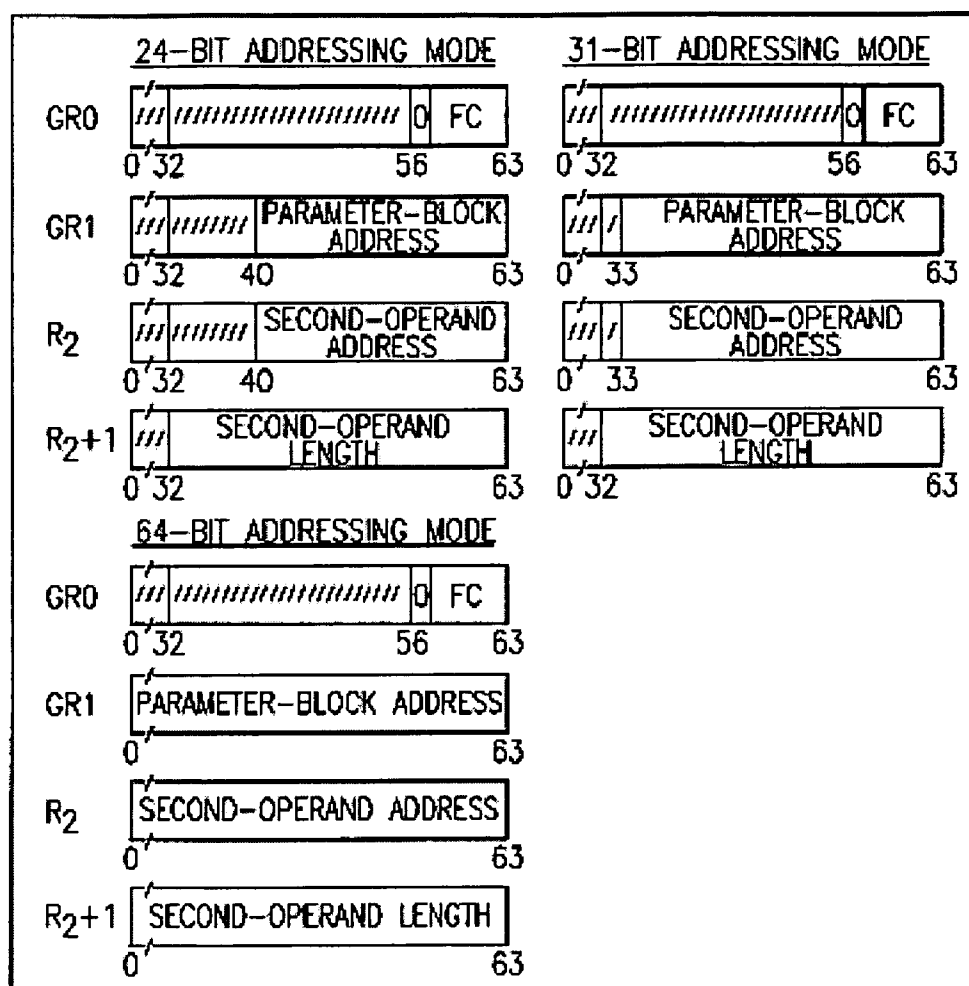 24-BIT ADDRESSING MODE 31-BIT ADDRESSING MODE
GR0 0 FC 0 FC
0 32 56 63 0 32 56 63
GR1 PARAMETER-BLOCK ADDRESS PARAMETER-BLOCK ADDRESS
0 32 40 63 0 33 63
R2 SECOND-OPERAND ADDRESS SECOND-OPERAND ADDRESS
0 32 40 63 0 33 63
R2+1 SECOND-OPERAND LENGTH SECOND-OPERAND LENGTH
0 32 63 0 32 63
64-BIT ADDRESSING MODE
GR0 0 FC
0 32 56 63
GR1 PARAMETER-BLOCK ADDRESS
0 63
R2 SECOND-OPERAND ADDRESS
0 63
R2+1 SECOND-OPERAND LENGTH
0 63